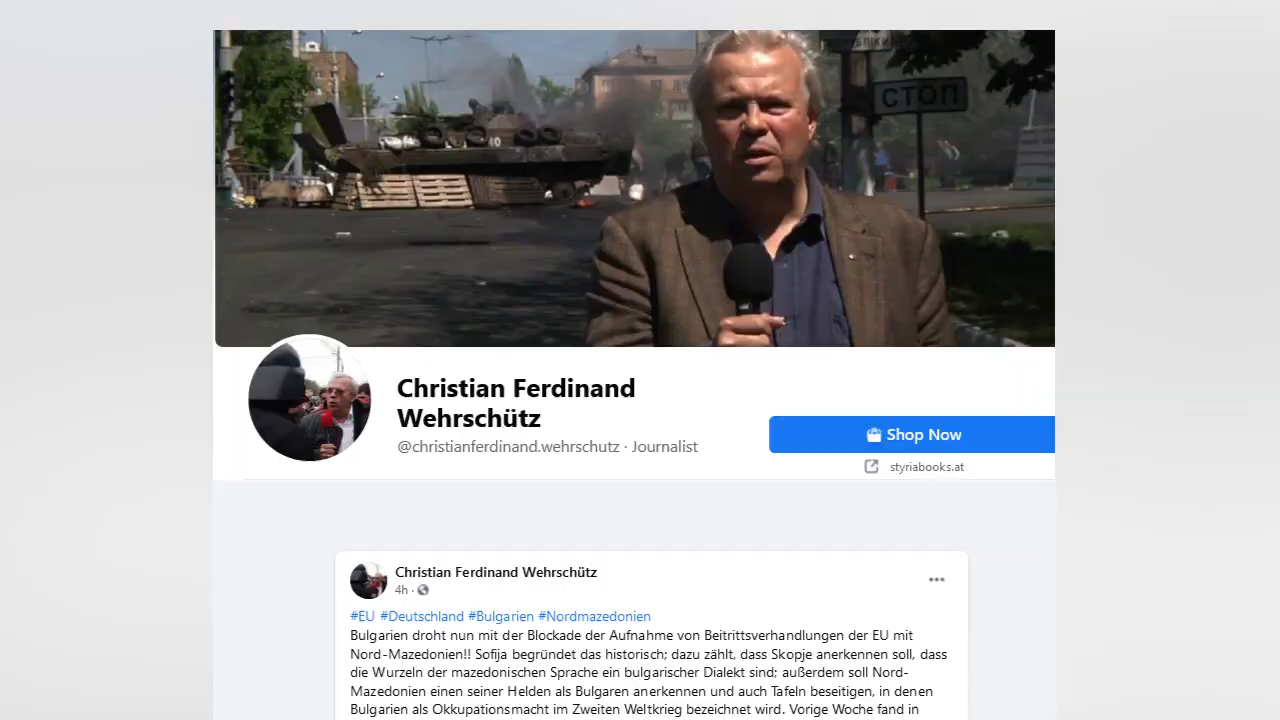 СТОП
40
Christian Ferdinand
Wehrschütz
@christianferdinand.wehrschutz · Journalist
Shop Now
styriabooks.at
Christian Ferdinand Wehrschütz
4h ·
#EU #Deutschland #Bulgarien #Nordmazedonien
Bulgarien droht nun mit der Blockade der Aufnahme von Beitrittsverhandlungen der EU mit
Nord-Mazedonien!! Sofija begründet das historisch; dazu zählt, dass Skopje anerkennen soll, dass
die Wurzeln der mazedonischen Sprache ein bulgarischer Dialekt sind; außerdem soll Nord-
Mazedonien einen seiner Helden als Bulgaren anerkennen und auch Tafeln beseitigen, in denen
Bulgarien als Okkupationsmacht im Zweiten Weltkrieg bezeichnet wird. Vorige Woche fand in